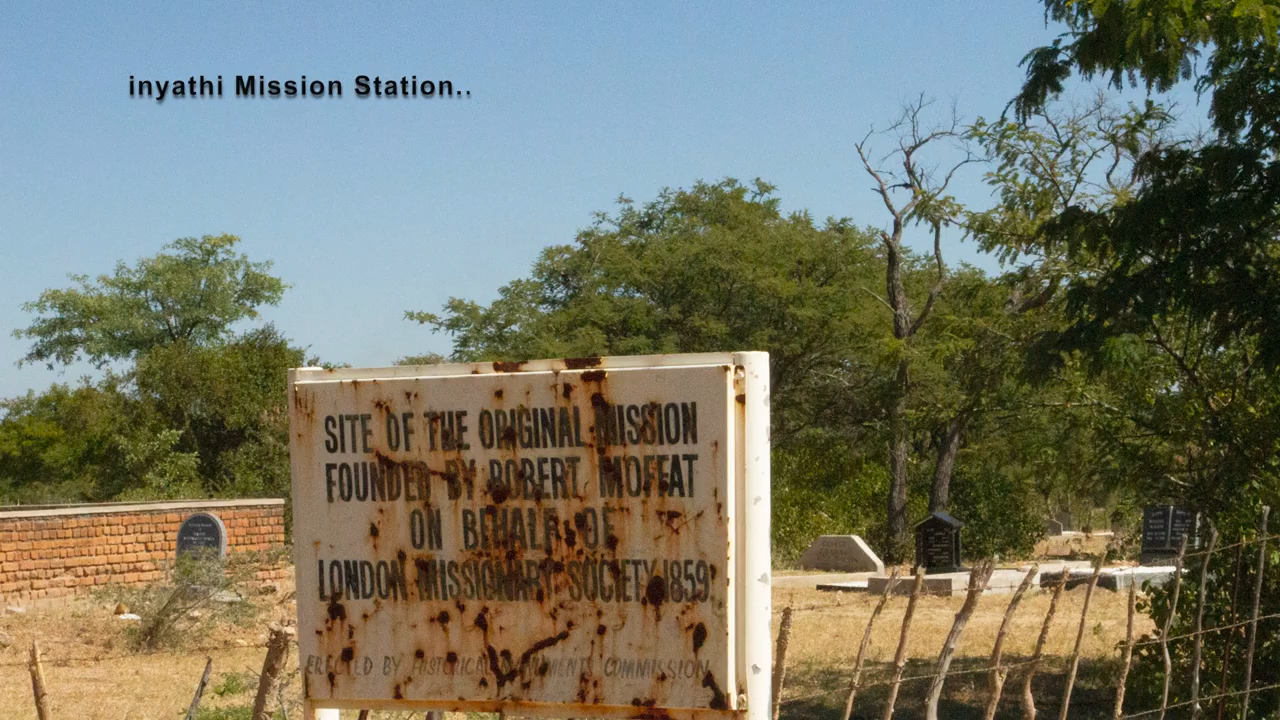 inyathi Mission Station..
SITE OF THE ORIGINAL MISSION
FOUNDED BY ROBERT MOFFAT
ON BEHALF OF
LONDON MISSIONARY SOCIETY 1859
ERECTED BY HISTORICAL MONUMENTS COMMISSION